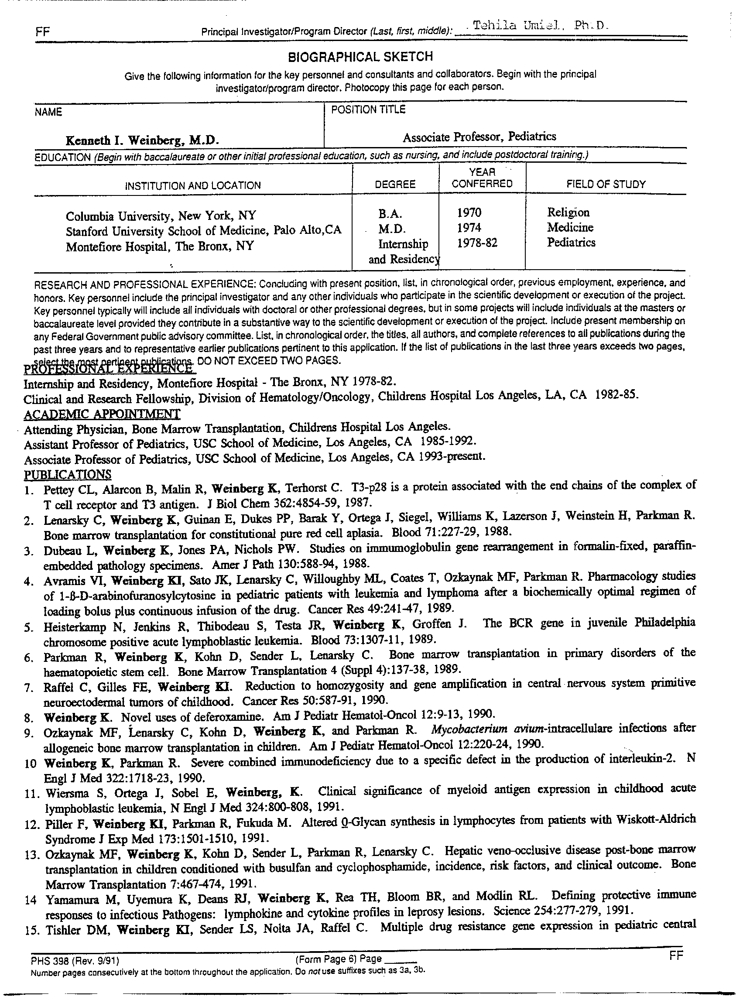 FF
Principal Investigator/Program Director (Last, first, middle): Tehila Umiel, Ph.D.
BIOGRAPHICAL SKETCH
Give the following information for the key personnel and consultants and collaborators. Begin with the principal
investigator/program director. Photocopy this page for each person.
NAME
POSITION TITLE
Kenneth I. Weinberg, M.D.
Associate Professor, Pediatrics
EDUCATION (Begin with baccalaureate or other initial professional education, such as nursing, and include postdoctoral training.)
INSTITUTION AND LOCATION DEGREE YEAR CONFERRED FIELD OF STUDY
Columbia University, New York, NY B.A. 1970 Religion
Stanford University School of Medicine, Palo Alto,CA M.D. 1974 Medicine
Montefiore Hospital, The Bronx, NY Internship 1978-82 Pediatrics
and Residency
RESEARCH AND PROFESSIONAL EXPERIENCE: Concluding with present position, list, in chronological order, previous employment, experience, and
honors. Key personnel include the principal investigator and any other individuals who participate in the scientific development or execution of the project.
Key personnel typically will include all individuals with doctoral or other professional degrees, but in some projects will include individuals at the masters or
baccalaureate level provided they contribute in a substantive way to the scientific development or execution of the project. Include present membership on
any Federal Government public advisory committee. List, in chronological order, the titles, all authors, and complete references to all publications during the
past three years and to representative earlier publications pertinent to this application. If the list of publications in the last three years exceeds two pages,
select the most pertinent publications. DO NOT EXCEED TWO PAGES.
PROFESSIONAL EXPERIENCE
Internship and Residency, Montefiore Hospital - The Bronx, NY 1978-82.
Clinical and Research Fellowship, Division of Hematology/Oncology, Childrens Hospital Los Angeles, LA, CA 1982-85.
ACADEMIC APPOINTMENT
Attending Physician, Bone Marrow Transplantation, Childrens Hospital Los Angeles.
Assistant Professor of Pediatrics, USC School of Medicine, Los Angeles, CA 1985-1992.
Associate Professor of Pediatrics, USC School of Medicine, Los Angeles, CA 1993-present.
PUBLICATIONS
1. Pettey CL, Alarcon B, Malin R, Weinberg K, Terhorst C. T3-p28 is a protein associated with the end chains of the complex of
T cell receptor and T3 antigen. J Biol Chem 362:4854-59, 1987.
2. Lenarsky C, Weinberg K, Guinan E, Dukes PP, Barak Y, Ortega J, Siegel, Williams K, Lazerson J, Weinstein H, Parkman R.
Bone marrow transplantation for constitutional pure red cell aplasia. Blood 71:227-29, 1988.
3. Dubeau L, Weinberg K, Jones PA, Nichols PW. Studies on immumoglobulin gene rearrangement in formalin-fixed, paraffin-
embedded pathology specimens. Amer J Path 130:588-94, 1988.
4. Avramis VI, Weinberg KI, Sato JK, Lenarsky C, Willoughby ML, Coates T, Ozkaynak MF, Parkman R. Pharmacology studies
of 1-β-D-arabinofuranosylcytosine in pediatric patients with leukemia and lymphoma after a biochemically optimal regimen of
loading bolus plus continuous infusion of the drug. Cancer Res 49:241-47, 1989.
5. Heisterkamp N, Jenkins R, Thibodeau S, Testa JR, Weinberg K, Groffen J. The BCR gene in juvenile Philadelphia
chromosome positive acute lymphoblastic leukemia. Blood 73:1307-11, 1989.
6. Parkman R, Weinberg K, Kohn D, Sender L, Lenarsky C. Bone marrow transplantation in primary disorders of the
haematopoietic stem cell. Bone Marrow Transplantation 4 (Suppl 4):137-38, 1989.
7. Raffel C, Gilles FE, Weinberg KI. Reduction to homozygosity and gene amplification in central nervous system primitive
neuroectodermal tumors of childhood. Cancer Res 50:587-91, 1990.
8. Weinberg K. Novel uses of deferoxamine. Am J Pediatr Hematol-Oncol 12:9-13, 1990.
9. Ozkaynak MF, Lenarsky C, Kohn D, Weinberg K, and Parkman R. Mycobacterium avium-intracellulare infections after
allogeneic bone marrow transplantation in children. Am J Pediatr Hematol-Oncol 12:220-24, 1990.
10 Weinberg K, Parkman R. Severe combined immunodeficiency due to a specific defect in the production of interleukin-2. N
Engl J Med 322:1718-23, 1990.
11. Wiersma S, Ortega J, Sobel E, Weinberg, K. Clinical significance of myeloid antigen expression in childhood acute
lymphoblastic leukemia, N Engl J Med 324:800-808, 1991.
12. Piller F, Weinberg KI, Parkman R, Fukuda M. Altered O-Glycan synthesis in lymphocytes from patients with Wiskott-Aldrich
Syndrome J Exp Med 173:1501-1510, 1991.
13. Ozkaynak MF, Weinberg K, Kohn D, Sender L, Parkman R, Lenarsky C. Hepatic veno-occlusive disease post-bone marrow
transplantation in children conditioned with busulfan and cyclophosphamide, incidence, risk factors, and clinical outcome. Bone
Marrow Transplantation 7:467-474, 1991.
14 Yamamura M, Uyemura K, Deans RJ, Weinberg K, Rea TH, Bloom BR, and Modlin RL. Defining protective immune
responses to infectious Pathogens: lymphokine and cytokine profiles in leprosy lesions. Science 254:277-279, 1991.
15. Tishler DM, Weinberg KI, Sender LS, Nolta JA, Raffel C. Multiple drug resistance gene expression in pediatric central
PHS 398 (Rev. 9/91) (Form Page 6) Page FF
Number pages consecutively at the bottom throughout the application. Do not use suffixes such as 3a, 3b.